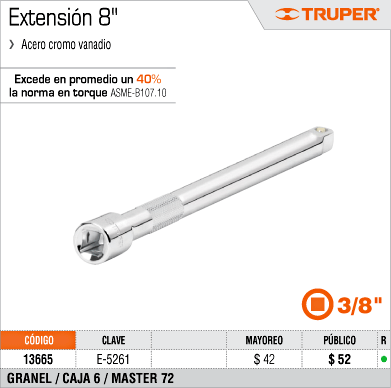 Extensión 8"
TRUPER®
❯ Acero cromo vanadio
Excede en promedio un 40%
la norma en torque ASME-B107.10
3/8"
CÓDIGO CLAVE MAYOREO PÚBLICO R
13665 E-5261 $ 42 $ 52 ●
GRANEL / CAJA 6 / MASTER 72